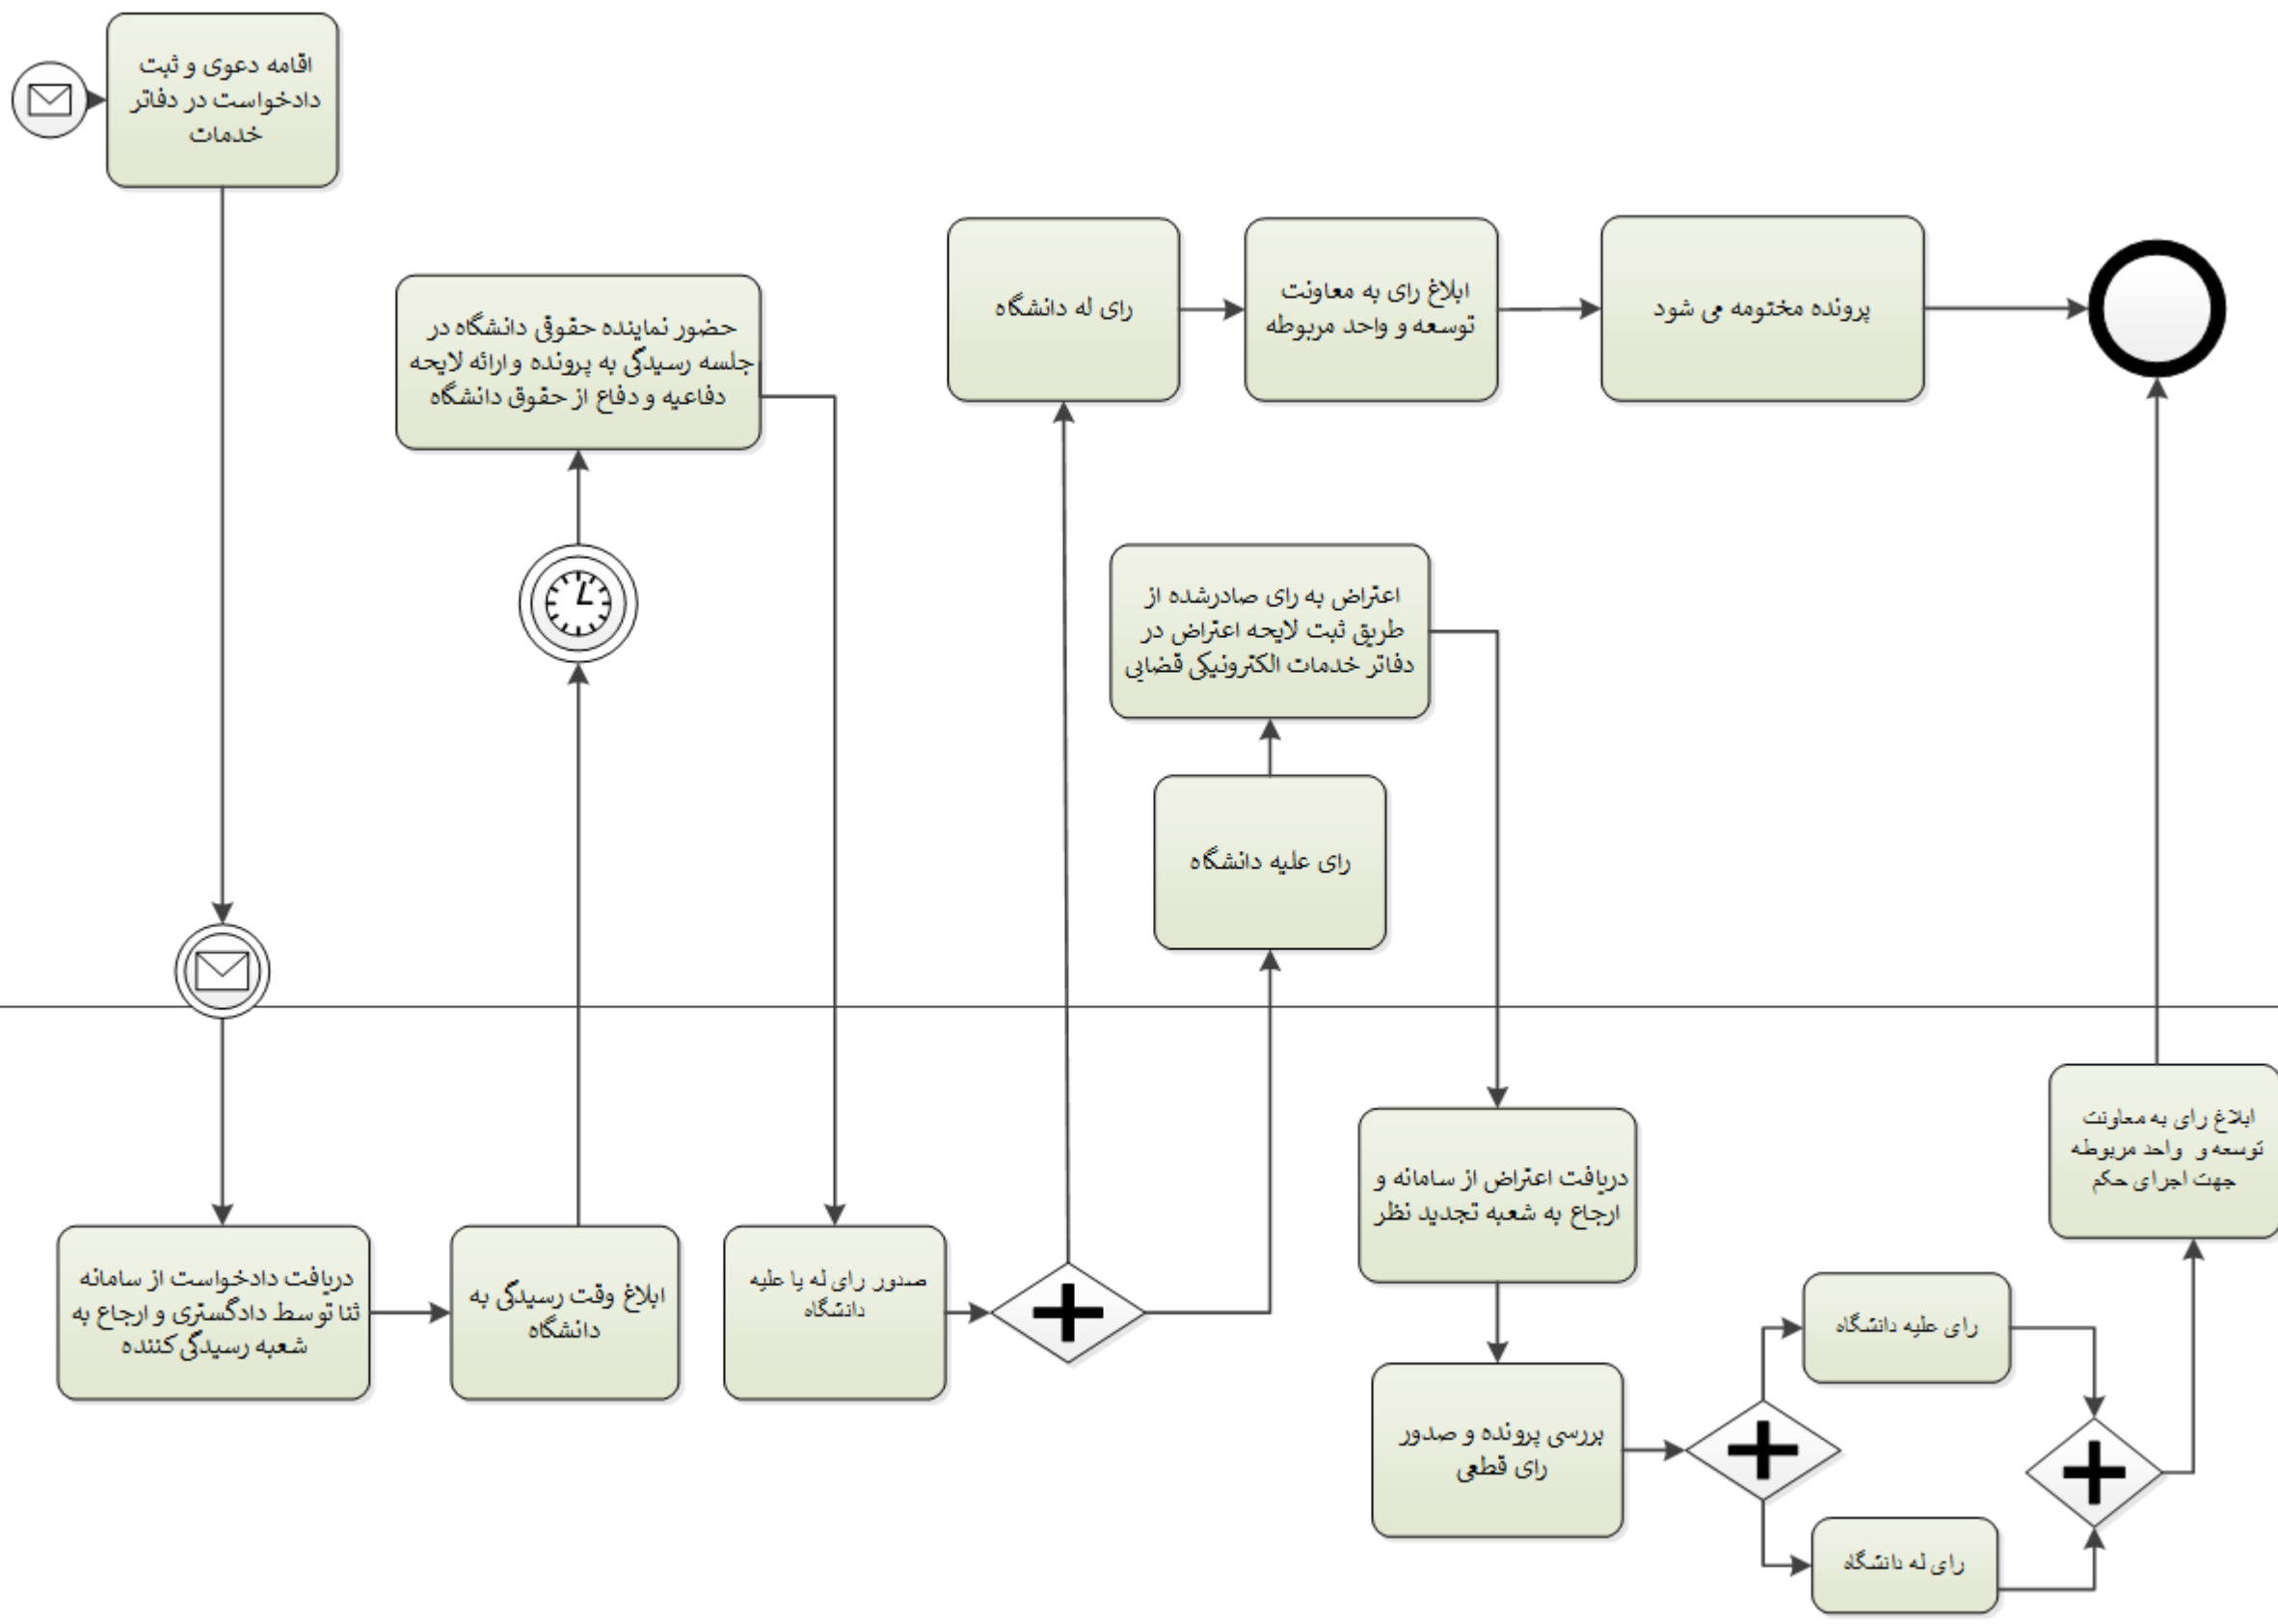 اقامه دعوی و ثبت
دادخواست در دفاتر
خدمات
حضور نماینده حقوقی دانشگاه در
جلسه رسیدگی به پرونده و ارائه لایحه
دفاعیه و دفاع از حقوق دانشگاه
رای له دانشگاه
ابلاغ رای به معاونت
توسعه و واحد مربوطه
پرونده مختومه می شود
اعتراض به رای صادرشده از
طریق ثبت لایحه اعتراض در
دفاتر خدمات الکترونیکی قضایی
رای علیه دانشگاه
دریافت دادخواست از سامانه
ثنا توسط دادگستری و ارجاع به
شعبه رسیدگی کننده
ابلاغ وقت رسیدگی به
دانشگاه
صدور رای له یا علیه
دانشگاه
دریافت اعتراض از سامانه و
ارجاع به شعبه تجدید نظر
بررسی پرونده و صدور
رای قطعی
رای علیه دانشگاه
رای له دانشگاه
ابلاغ رای به معاونت
توسعه و واحد مربوطه
جهت اجرای حکم